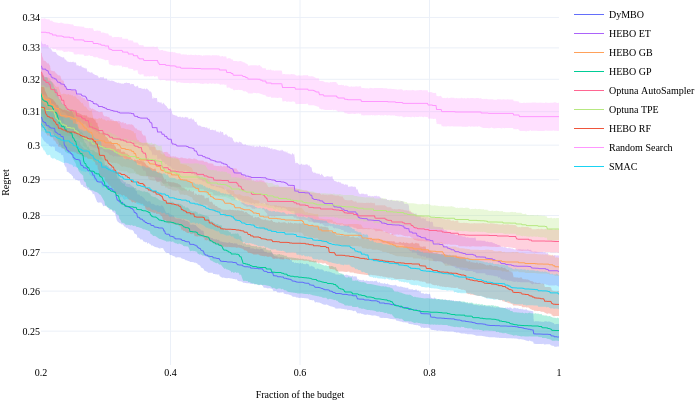 0.34
0.33
0.32
0.31
0.3
0.29
0.28
0.27
0.26
0.25
Regret
0.2
0.4
0.6
0.8
1
Fraction of the budget
DyMBO
HEBO ET
HEBO GB
HEBO GP
Optuna AutoSampler
Optuna TPE
HEBO RF
Random Search
SMAC